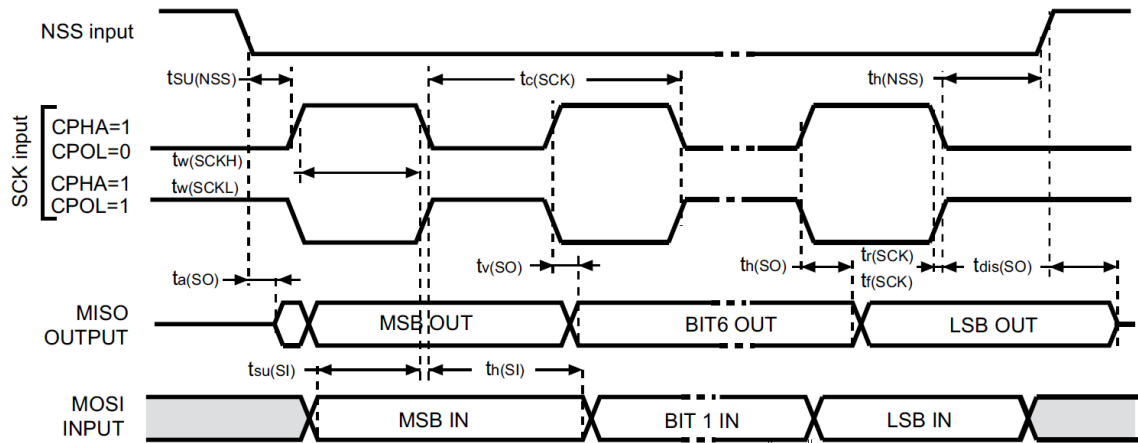 NSS input
tSU(NSS)
tc(SCK)
th(NSS)
SCK input
CPHA=1
CPOL=0
tw(SCKH)
CPHA=1
tw(SCKL)
CPOL=1
ta(SO)
tv(SO)
th(SO)
tr(SCK)
tf(SCK)
tdis(SO)
MISO
OUTPUT
MSB OUT
BIT6 OUT
LSB OUT
tsu(SI)
th(SI)
MOSI
INPUT
MSB IN
BIT 1 IN
LSB IN